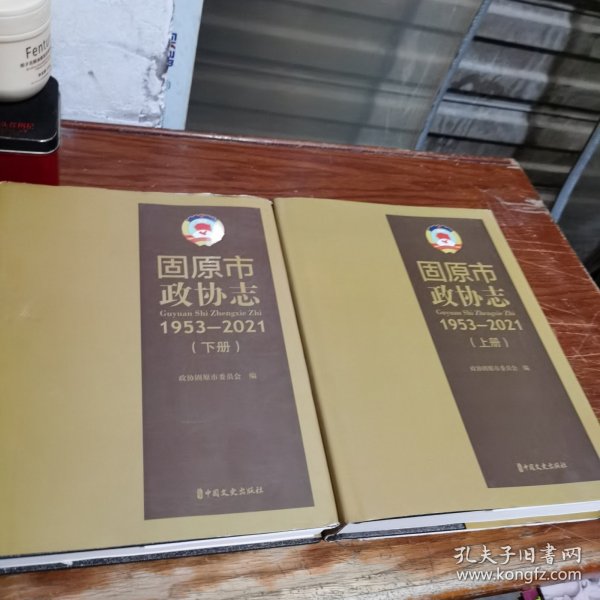 Fent
固原市
政协志
Guyuan Shi Zhengxie Zhi
1953—2021
(下册)
政协固原市委员会 编
中国文史出版社
固原市
政协志
Guyuan Shi Zhengxie Zhi
1953—2021
(上册)
政协固原市委员会 编
中国文史出版社
孔夫子旧书网
www.kongfz.com